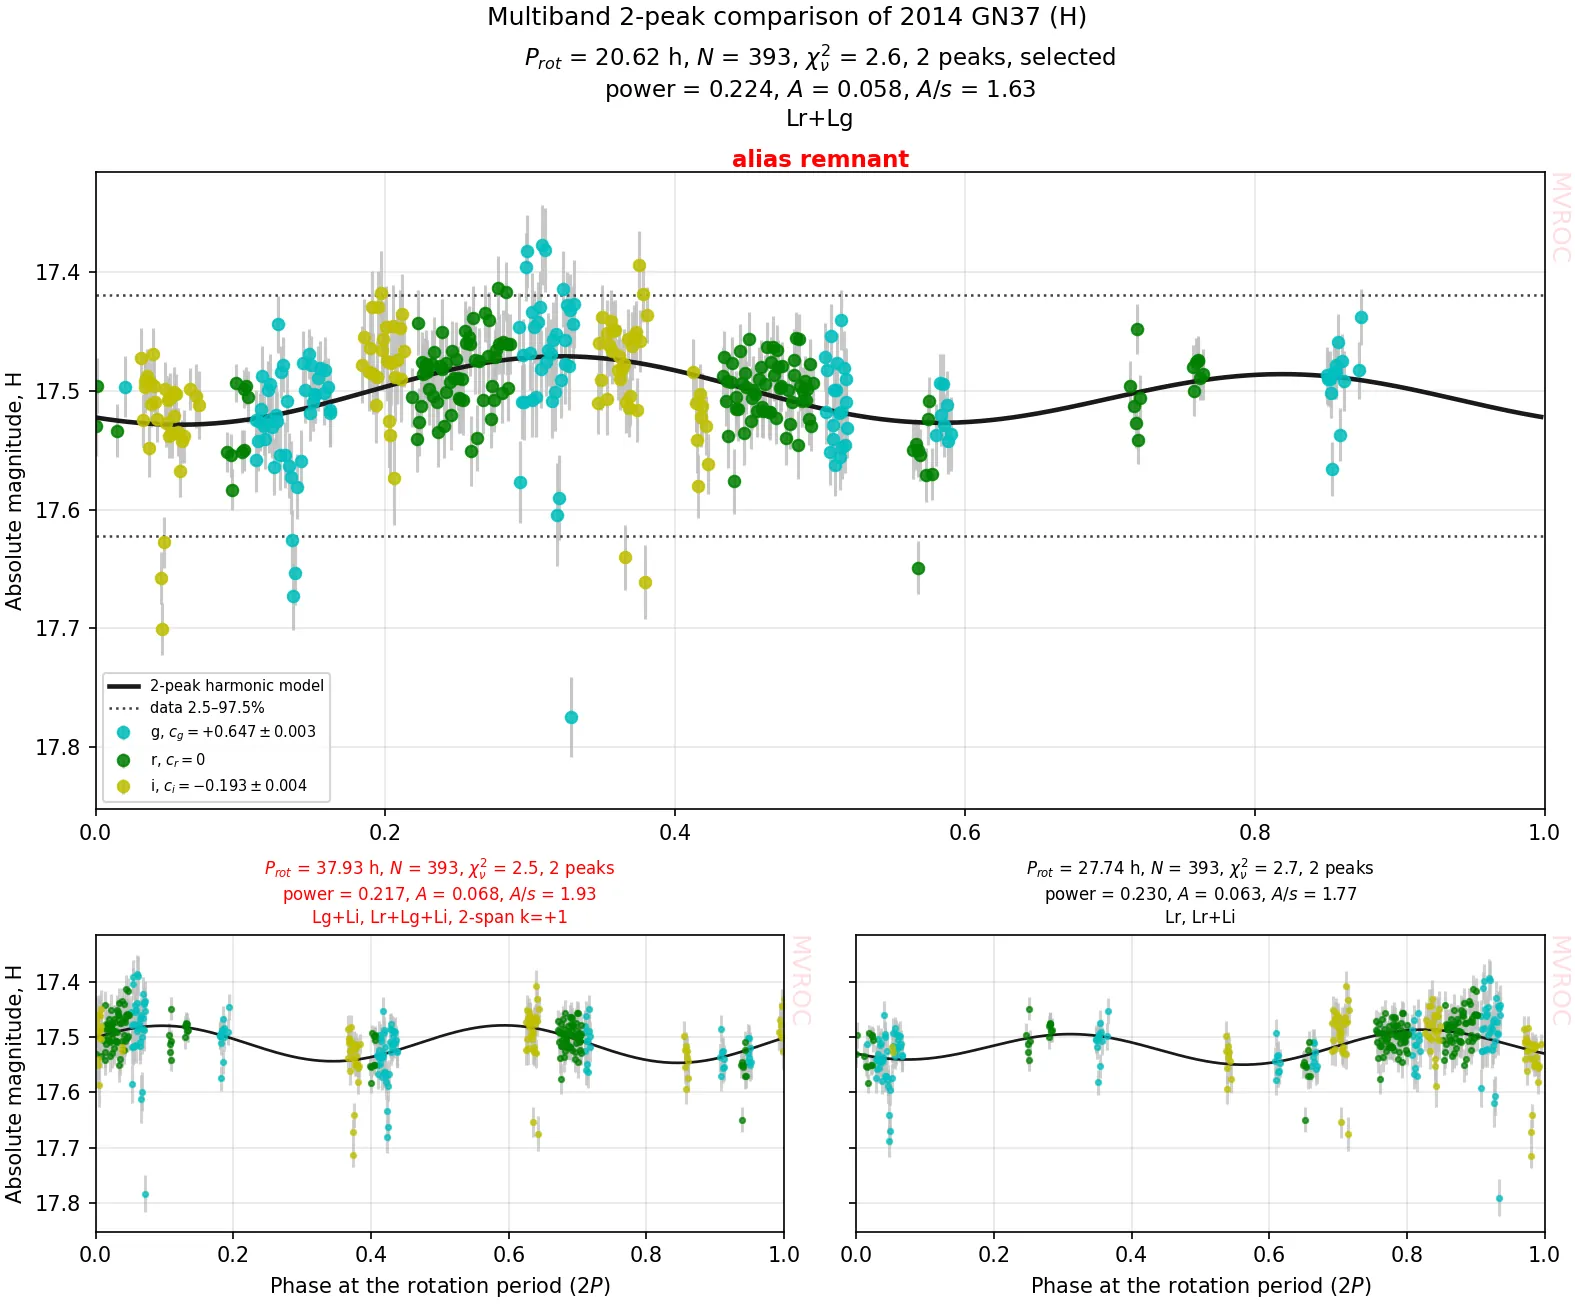 Multiband 2-peak comparison of 2014 GN37 (H)
P_rot = 20.62 h, N = 393, χ²_ν = 2.6, 2 peaks, selected
power = 0.224, A = 0.058, A/s = 1.63
Lr+Lg
alias remnant
MVROC
Absolute magnitude, H
17.4
17.5
17.6
17.7
17.8
2-peak harmonic model
data 2.5–97.5%
g, c_g = +0.647 ± 0.003
r, c_r = 0
i, c_i = −0.193 ± 0.004
0.0 0.2 0.4 0.6 0.8 1.0
P_rot = 37.93 h, N = 393, χ²_ν = 2.5, 2 peaks
power = 0.217, A = 0.068, A/s = 1.93
Lg+Li, Lr+Lg+Li, 2-span k=+1
MVROC
Absolute magnitude, H
17.4
17.5
17.6
17.7
17.8
0.0 0.2 0.4 0.6 0.8 1.0
Phase at the rotation period (2P)
P_rot = 27.74 h, N = 393, χ²_ν = 2.7, 2 peaks
power = 0.230, A = 0.063, A/s = 1.77
Lr, Lr+Li
MVROC
0.0 0.2 0.4 0.6 0.8 1.0
Phase at the rotation period (2P)